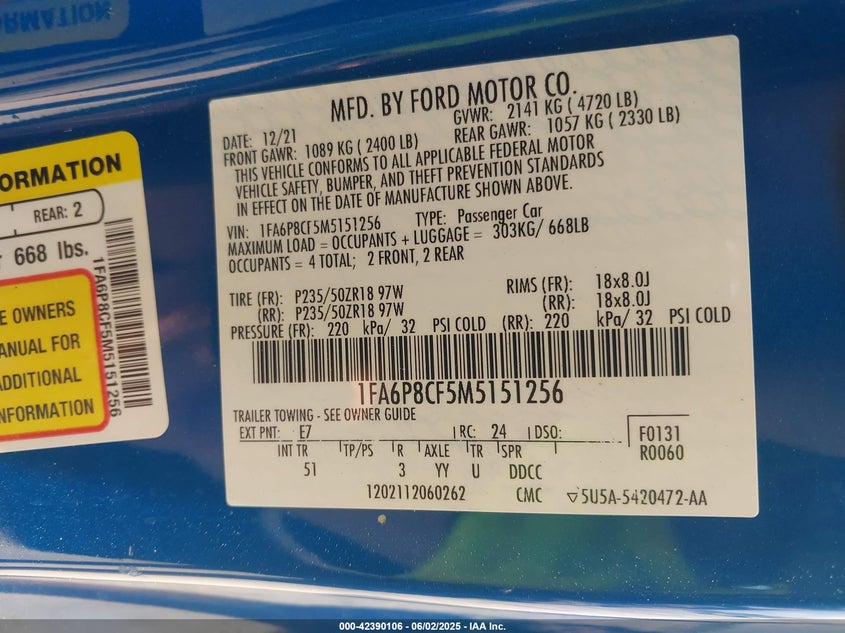 ORMATION
REAR: 2
668 lbs.
E OWNERS
ANUAL FOR
ADDITIONAL
INFORMATION
1FA6P8CF5M5151256
MFD. BY FORD MOTOR CO.
DATE: 12/21 GVWR: 2141 KG ( 4720 LB)
FRONT GAWR: 1089 KG ( 2400 LB) REAR GAWR: 1057 KG ( 2330 LB)
THIS VEHICLE CONFORMS TO ALL APPLICABLE FEDERAL MOTOR
VEHICLE SAFETY, BUMPER, AND THEFT PREVENTION STANDARDS
IN EFFECT ON THE DATE OF MANUFACTURE SHOWN ABOVE.
VIN: 1FA6P8CF5M5151256 TYPE: Passenger Car
MAXIMUM LOAD = OCCUPANTS + LUGGAGE = 303KG/ 668LB
OCCUPANTS = 4 TOTAL; 2 FRONT, 2 REAR
TIRE (FR): P235/50ZR18 97W RIMS (FR): 18x8.0J
(RR): P235/50ZR18 97W (RR): 18x8.0J
PRESSURE (FR): 220 kPa/ 32 PSI COLD (RR): 220 kPa/ 32 PSI COLD
1FA6P8CF5M5151256
TRAILER TOWING - SEE OWNER GUIDE
EXT PNT: E7 RC: 24 DSO: F0131
INT TR TP/PS R AXLE TR SPR R0060
51 3 YY U DDCC
1202112060262 CMC 5U5A-5420472-AA
000-42390106 - 06/02/2025 - IAA Inc.